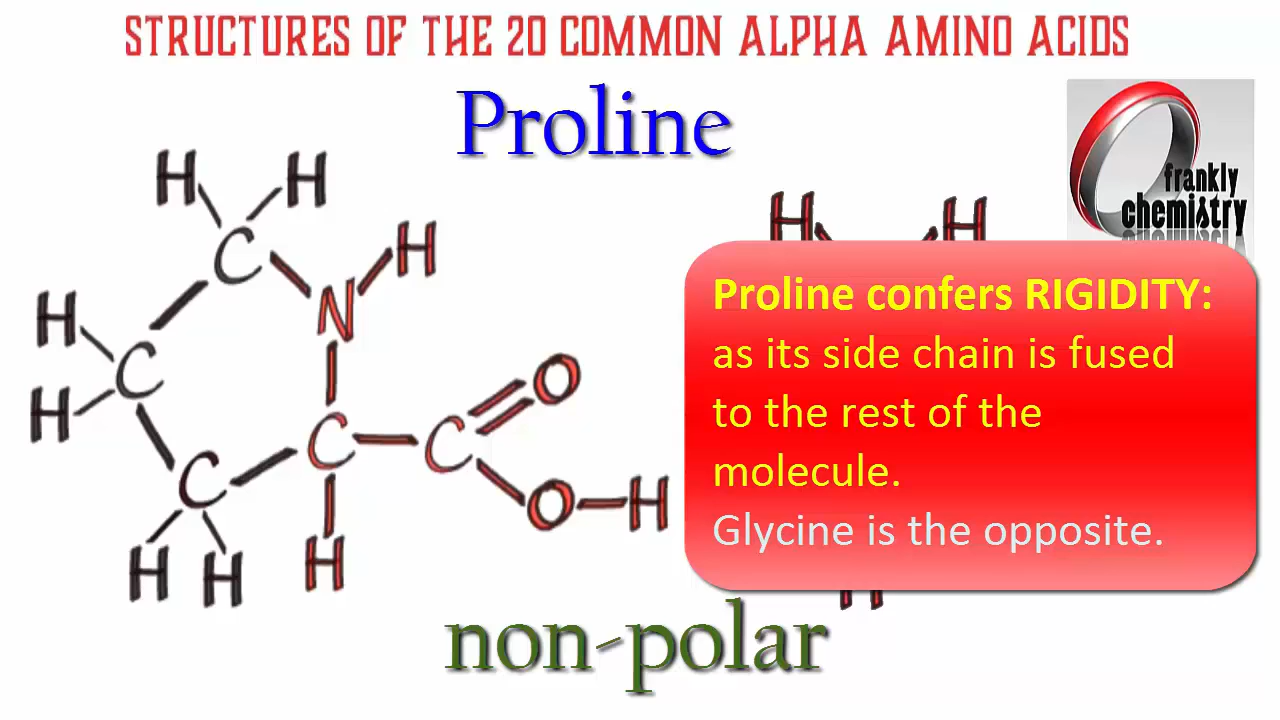 STRUCTURES OF THE 20 COMMON ALPHA AMINO ACIDS
Proline
frankly
chemistry
H H
H
C
N
H
C
H
C
C
C
O
O-H
H H
H
H H
H
Proline confers RIGIDITY:
as its side chain is fused
to the rest of the
molecule.
Glycine is the opposite.
non-polar